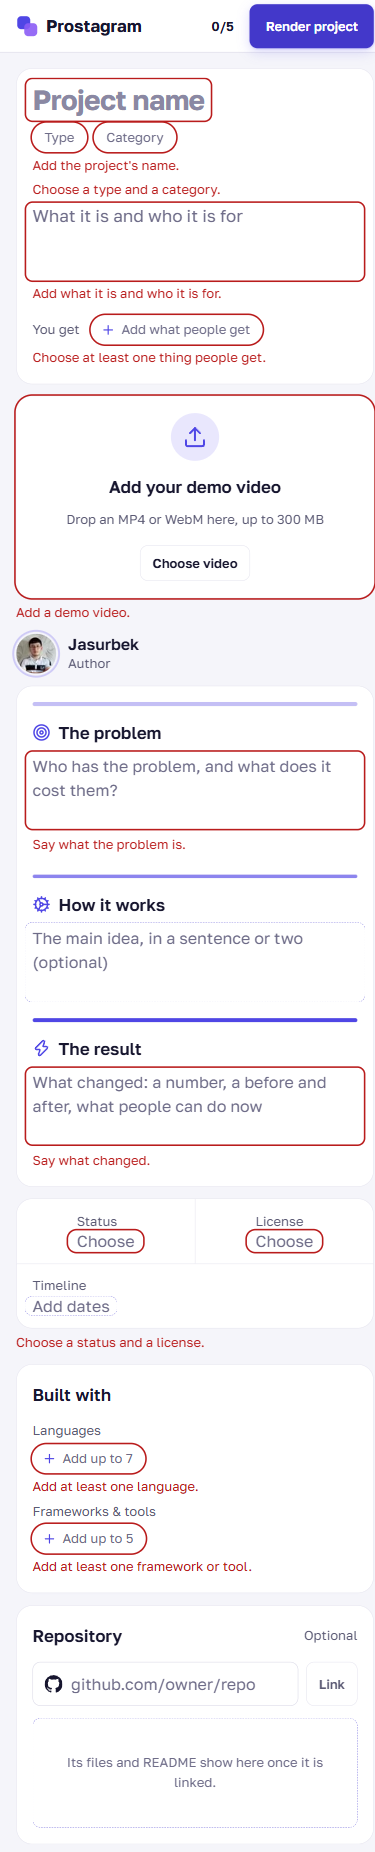 Prostagram
0/5
Render project
Project name
Type
Category
Add the project's name.
Choose a type and a category.
What it is and who it is for
Add what it is and who it is for.
You get
+ Add what people get
Choose at least one thing people get.
Add your demo video
Drop an MP4 or WebM here, up to 300 MB
Choose video
Add a demo video.
Jasurbek
Author
The problem
Who has the problem, and what does it
cost them?
Say what the problem is.
How it works
The main idea, in a sentence or two
(optional)
The result
What changed: a number, a before and
after, what people can do now
Say what changed.
Status
License
Choose
Choose
Timeline
Add dates
Choose a status and a license.
Built with
Languages
+ Add up to 7
Add at least one language.
Frameworks & tools
+ Add up to 5
Add at least one framework or tool.
Repository
Optional
github.com/owner/repo
Link
Its files and README show here once it is
linked.